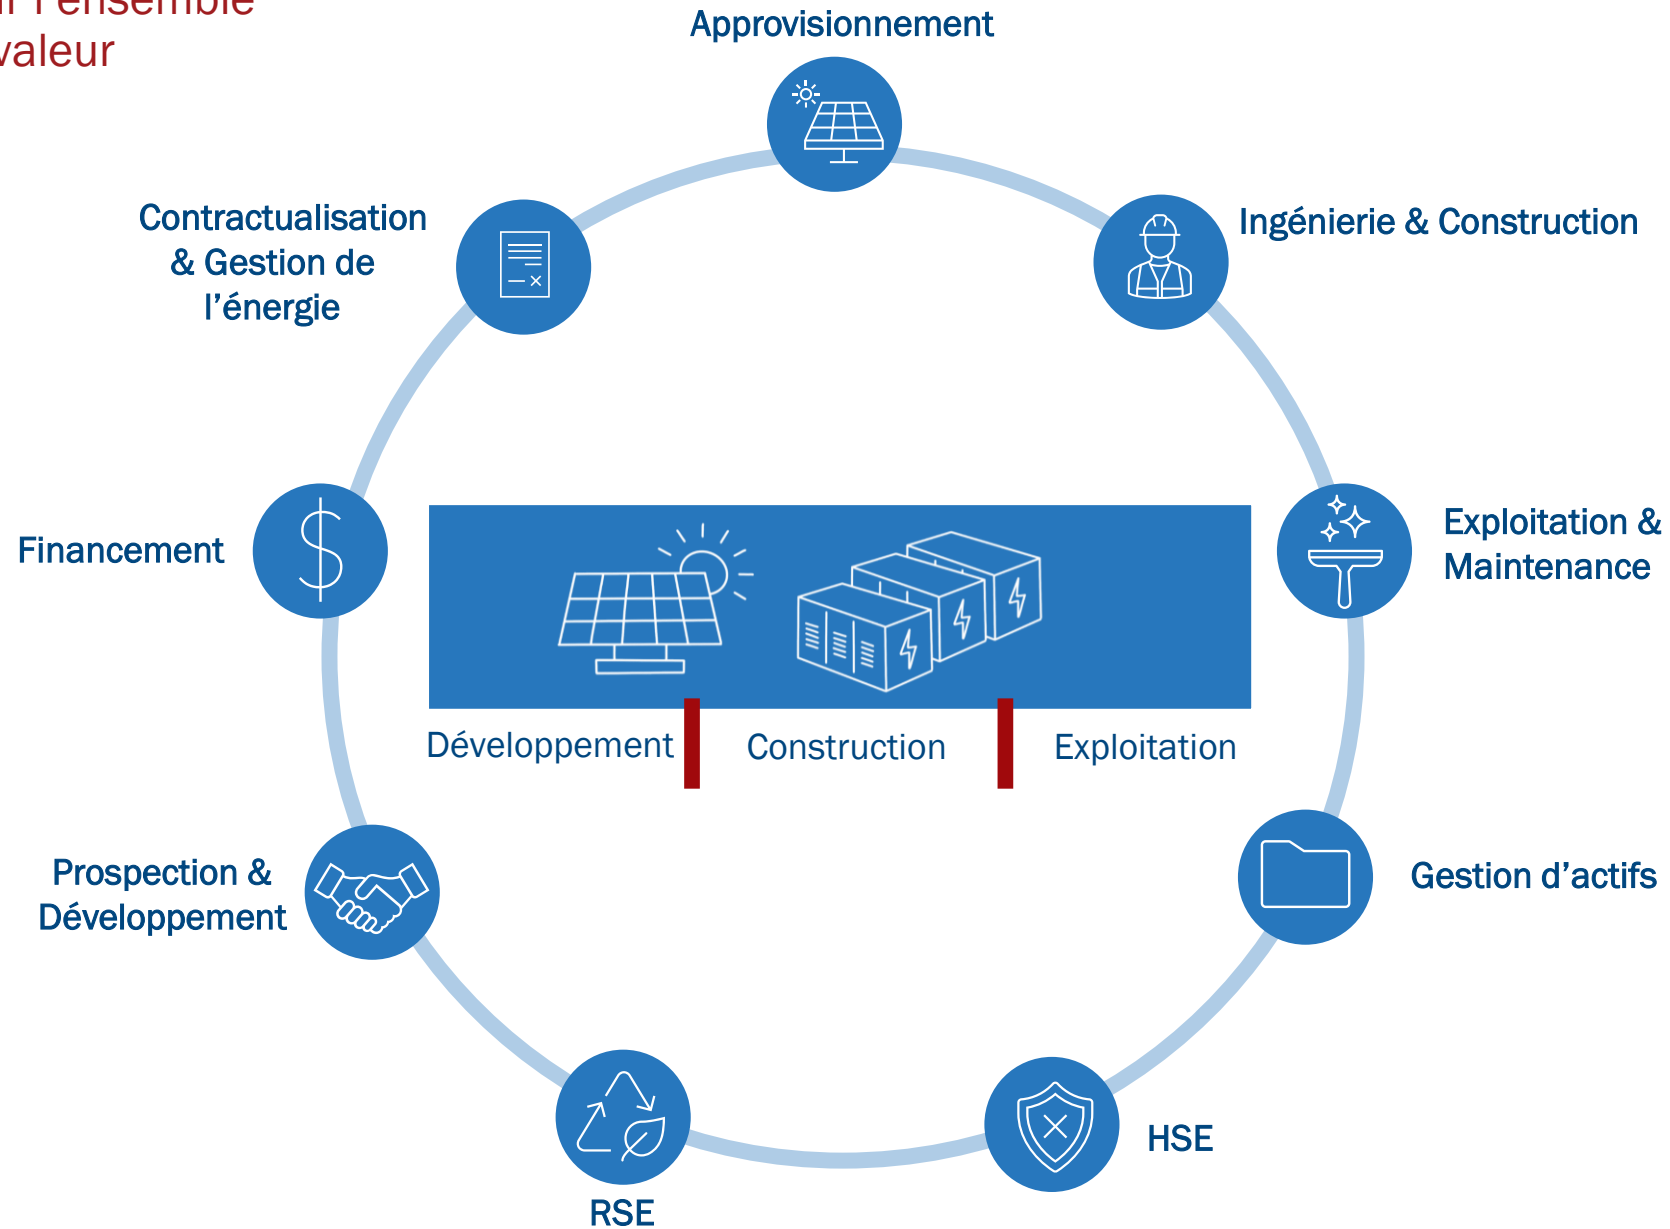 l'ensemble
valeur
Approvisionnement
Contractualisation
& Gestion de
l’énergie
Ingénierie & Construction
Financement
Exploitation &
Maintenance
Développement
Construction
Exploitation
Prospection &
Développement
Gestion d’actifs
HSE
RSE